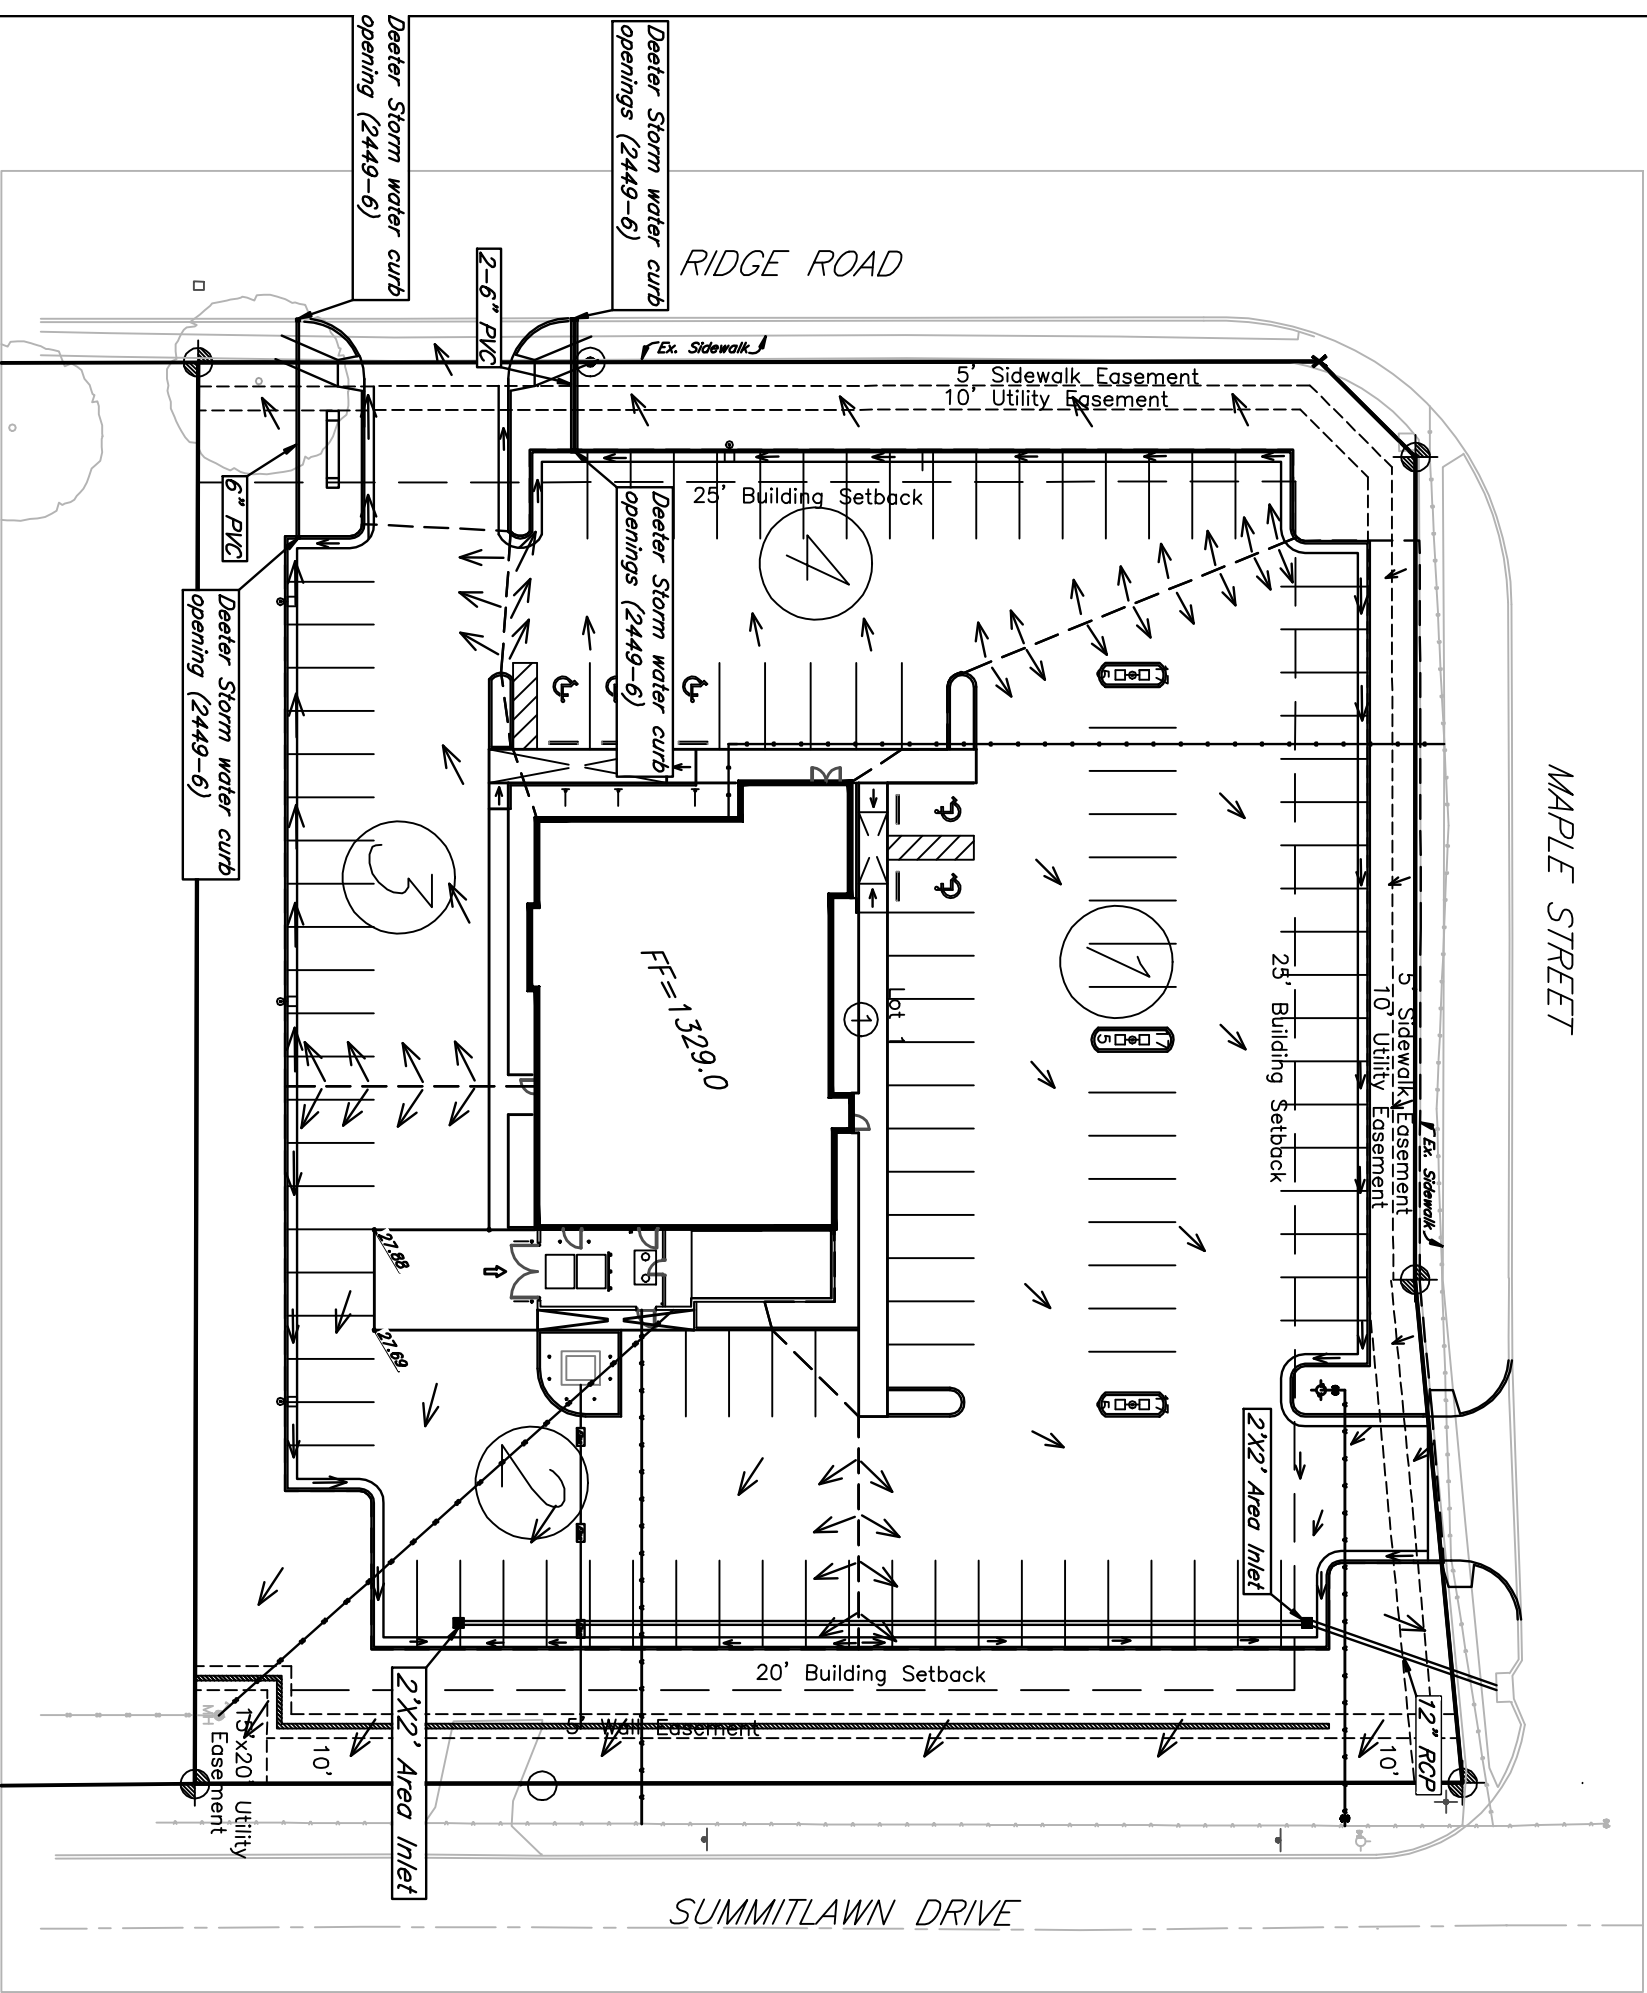 Deeter Storm water curb
opening (2449-6)
Deeter Storm water curb
openings (2449-6)
RIDGE ROAD
2-6" PVC
Ex. Sidewalk
5' Sidewalk Easement
10' Utility Easement
6" PVC
25' Building Setback
4
Deeter Storm water curb
openings (2449-6)
Deeter Storm water curb
opening (2449-6)
MAPLE STREET
3
1
FF=1329.0
Lot 1
1
17
5
25' Building Setback
5' Sidewalk Easement
10' Utility Easement
Ex. Sidewalk
27.88
27.69
2
2'X2' Area Inlet
20' Building Setback
5' Wall Easement
2'X2' Area Inlet
12" RCP
10'
10'
MH
15'x20' Utility
Easement
SUMMITLAWN DRIVE